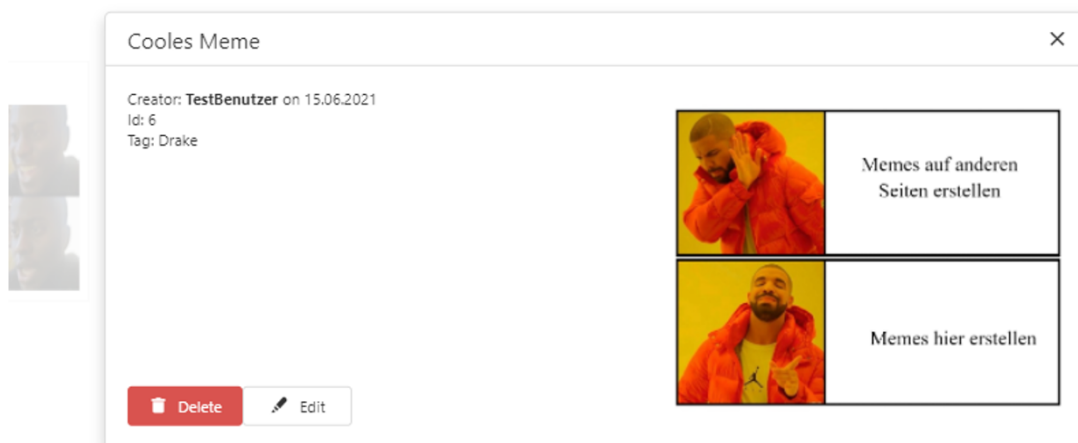 Cooles Meme
Creator: TestBenutzer on 15.06.2021
Id: 6
Tag: Drake
Memes auf anderen
Seiten erstellen
Memes hier erstellen
Delete
Edit